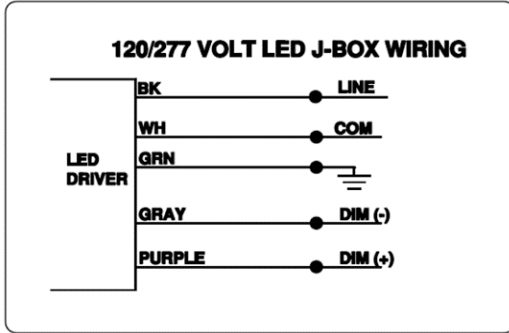 120/277 VOLT LED J-BOX WIRING
BK LINE
WH COM
LED DRIVER
GRN
GRAY DIM (-)
PURPLE DIM (+)